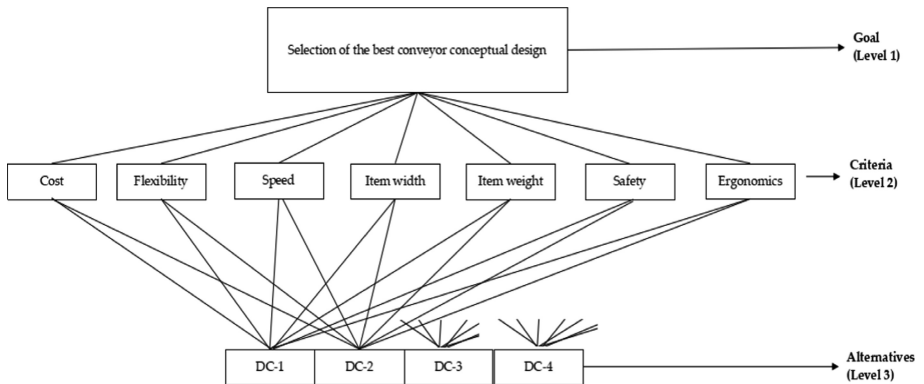 Selection of the best conveyor conceptual design
Goal
(Level 1)
Cost
Flexibility
Speed
Item width
Item weight
Safety
Ergonomics
Criteria
(Level 2)
DC-1
DC-2
DC-3
DC-4
Alternatives
(Level 3)